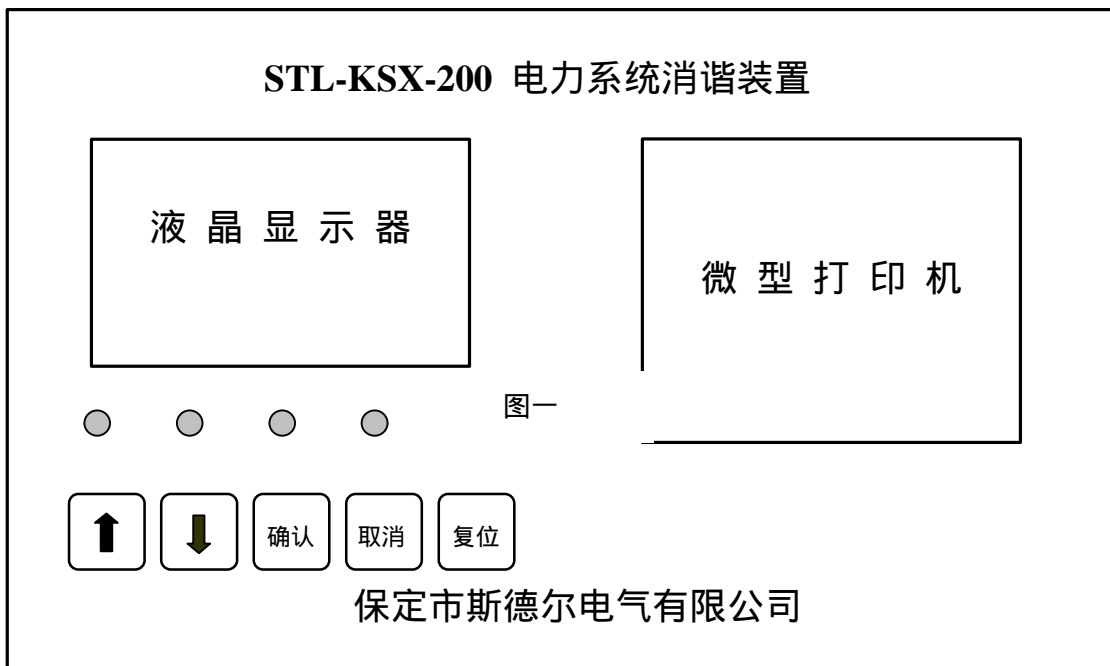 STL-KSX-200 电力系统消谐装置
液晶显示器
微型打印机
图一
确认 取消 复位
保定市斯德尔电气有限公司